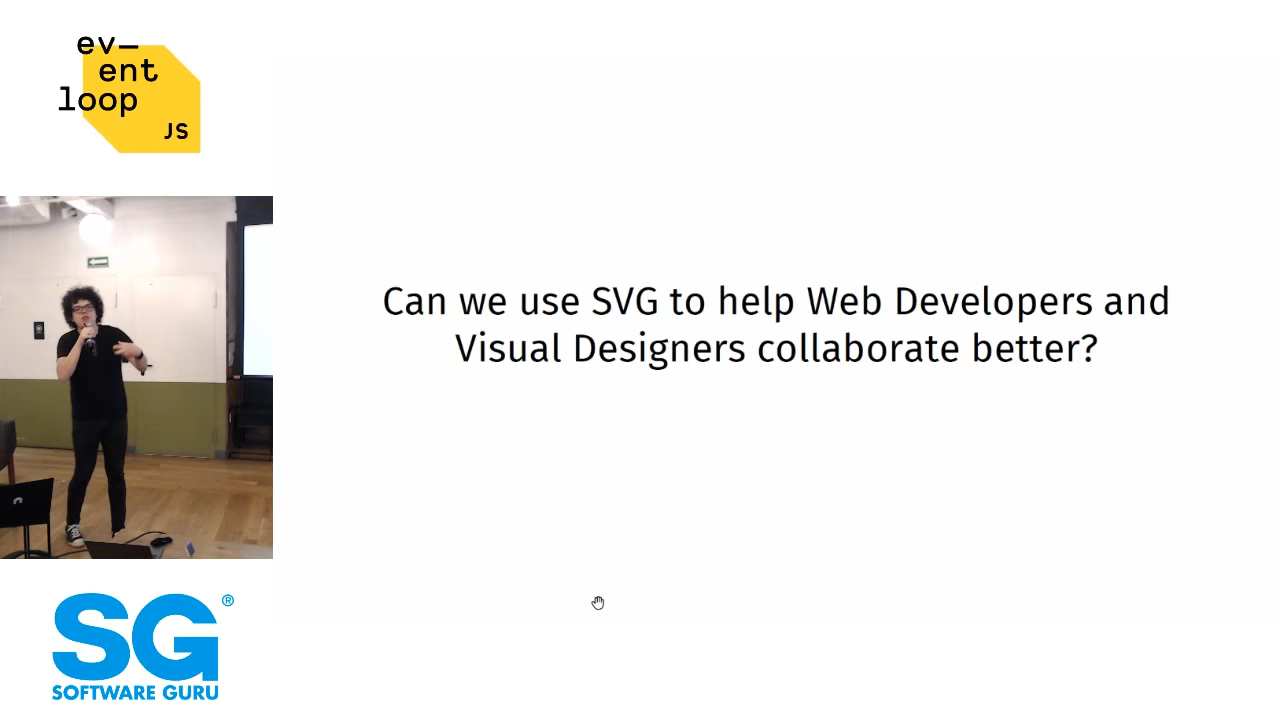 ev—
ent
loop
JS
Can we use SVG to help Web Developers and
Visual Designers collaborate better?
SG®
SOFTWARE GURU